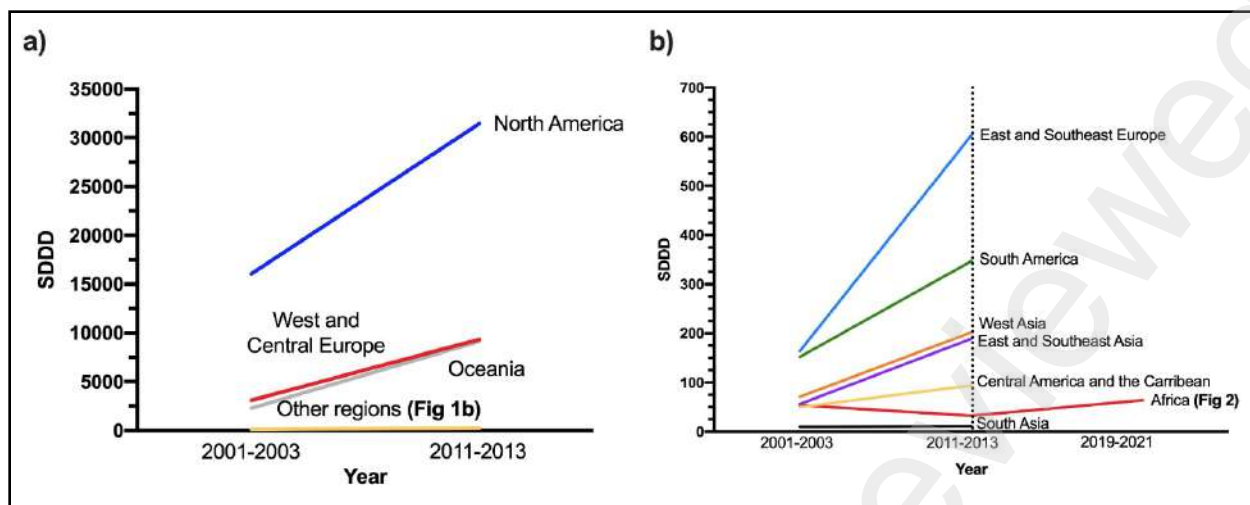 a)
35000
30000
25000
20000
15000
10000
5000
0
SDDD
North America
West and
Central Europe
Oceania
Other regions (Fig 1b)
2001-2003
2011-2013
Year
b)
700
600
500
400
300
200
100
0
SDDD
East and Southeast Europe
South America
West Asia
East and Southeast Asia
Central America and the Carribean
Africa (Fig 2)
South Asia
2001-2003
2011-2013
2019-2021
Year